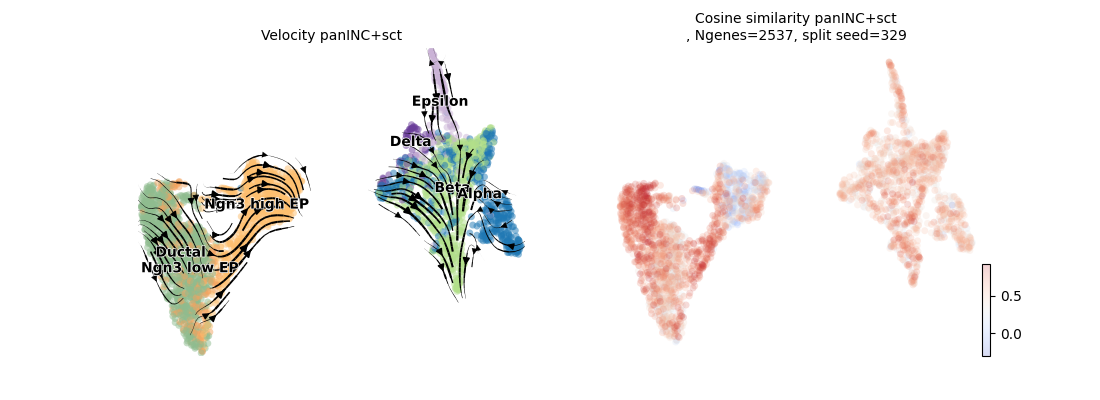 Velocity panINC+sct
Cosine similarity panINC+sct
, Ngenes=2537, split seed=329
Epsilon
Delta
Beta
Alpha
Ngn3 high EP
Ductal
Ngn3 low EP
0.5
0.0